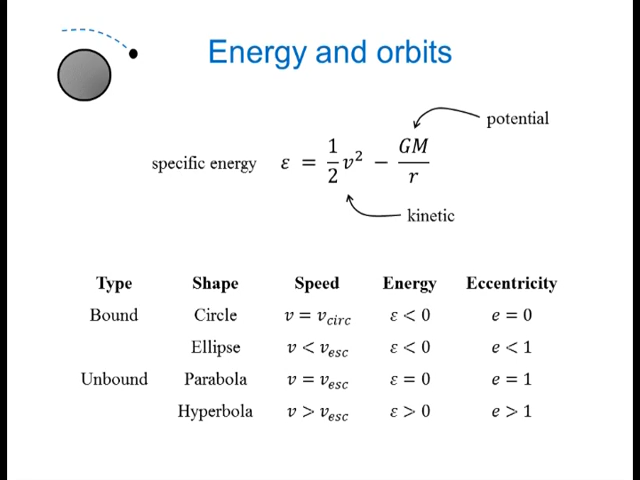 Energy and orbits
potential
specific energy ε = 1/2 v² − GM/r
kinetic
Type Shape Speed Energy Eccentricity
Bound Circle v = v_circ ε < 0 e = 0
Ellipse v < v_esc ε < 0 e < 1
Unbound Parabola v = v_esc ε = 0 e = 1
Hyperbola v > v_esc ε > 0 e > 1